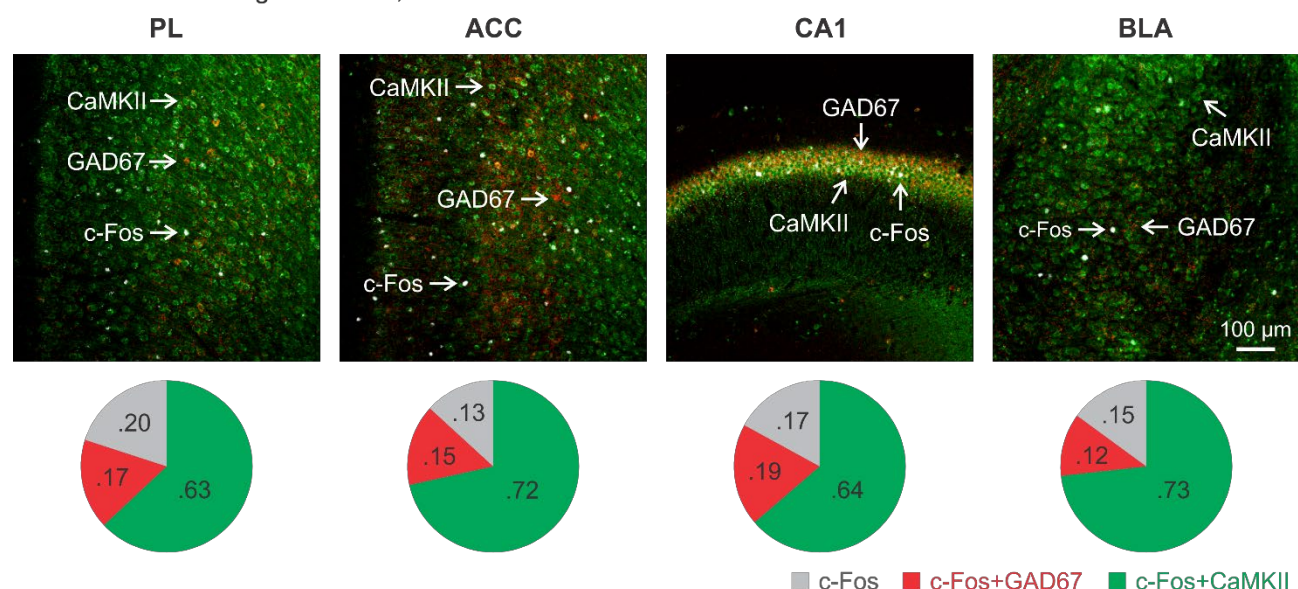 PL
ACC
CA1
BLA
CaMKII
GAD67
c-Fos
CaMKII
GAD67
c-Fos
GAD67
CaMKII
c-Fos
CaMKII
c-Fos
GAD67
100 µm
.20
.17
.63
.13
.15
.72
.17
.19
.64
.15
.12
.73
c-Fos
c-Fos+GAD67
c-Fos+CaMKII